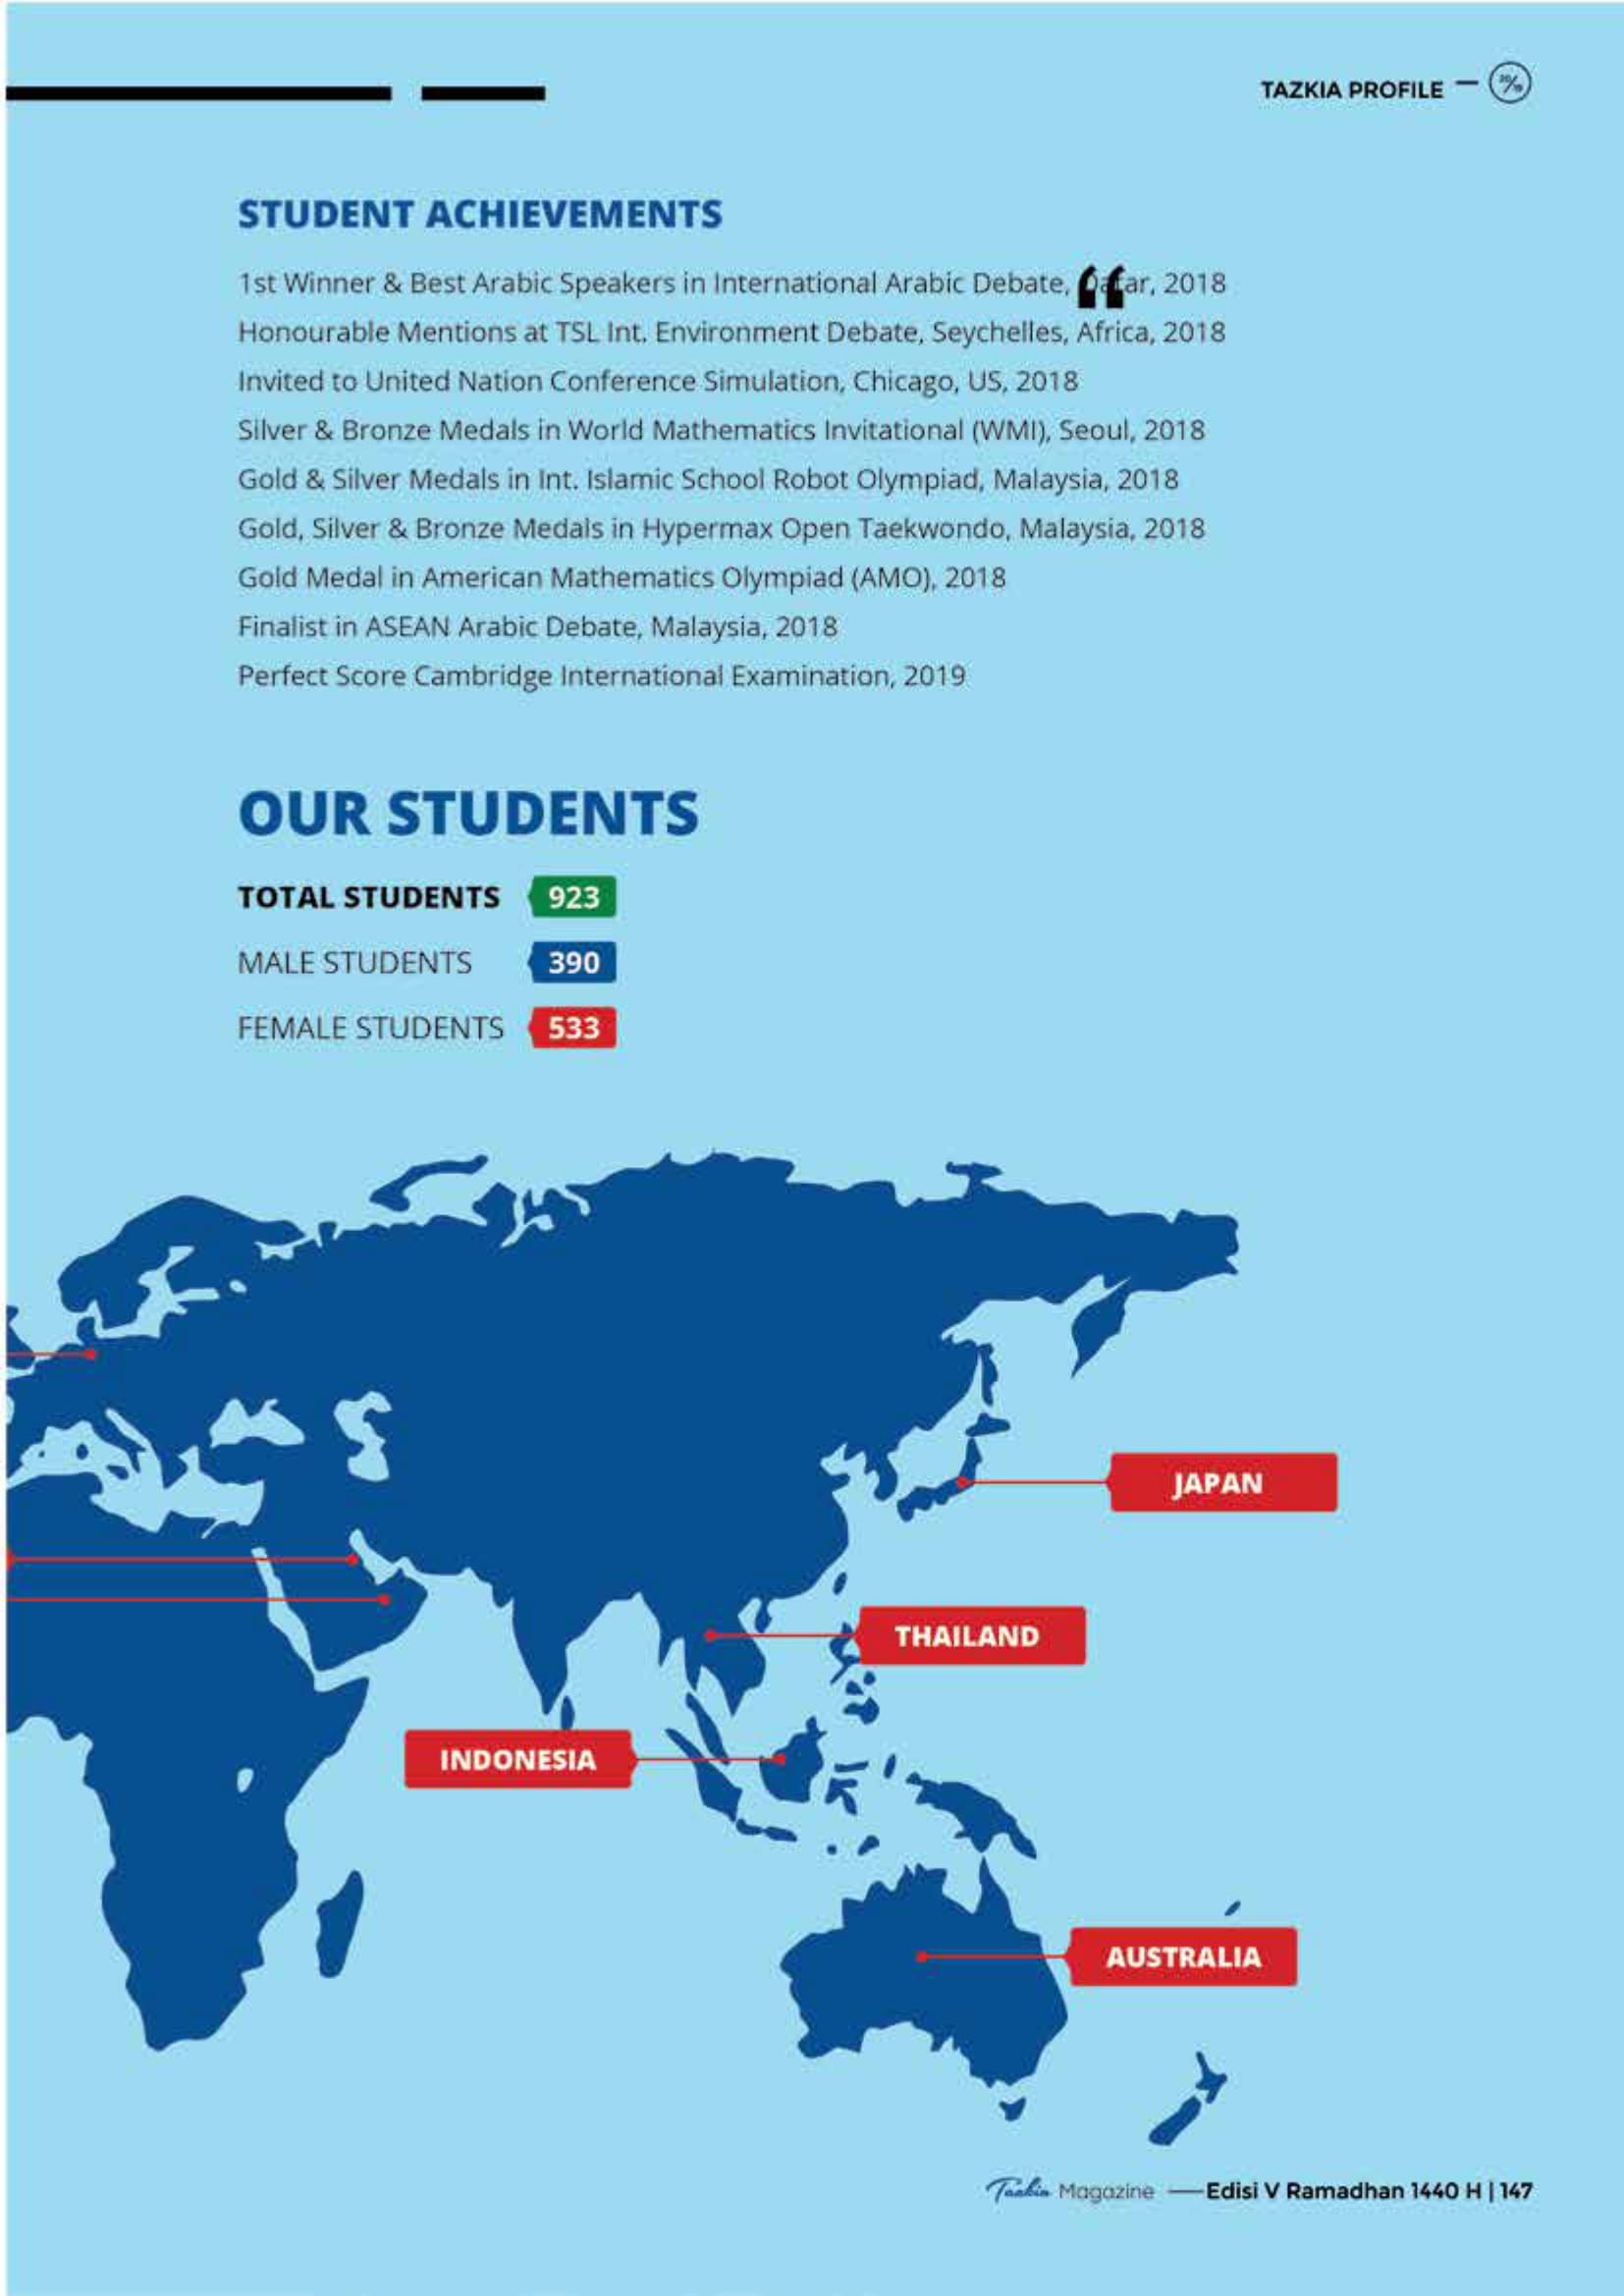 TAZKIA PROFILE
STUDENT ACHIEVEMENTS
1st Winner & Best Arabic Speakers in International Arabic Debate, Qatar, 2018
Honourable Mentions at TSL Int. Environment Debate, Seychelles, Africa, 2018
Invited to United Nation Conference Simulation, Chicago, US, 2018
Silver & Bronze Medals in World Mathematics Invitational (WMI), Seoul, 2018
Gold & Silver Medals in Int. Islamic School Robot Olympiad, Malaysia, 2018
Gold, Silver & Bronze Medals in Hypermax Open Taekwondo, Malaysia, 2018
Gold Medal in American Mathematics Olympiad (AMO), 2018
Finalist in ASEAN Arabic Debate, Malaysia, 2018
Perfect Score Cambridge International Examination, 2019
OUR STUDENTS
TOTAL STUDENTS 923
MALE STUDENTS 390
FEMALE STUDENTS 533
JAPAN
THAILAND
INDONESIA
AUSTRALIA
Tazkia Magazine — Edisi V Ramadhan 1440 H | 147